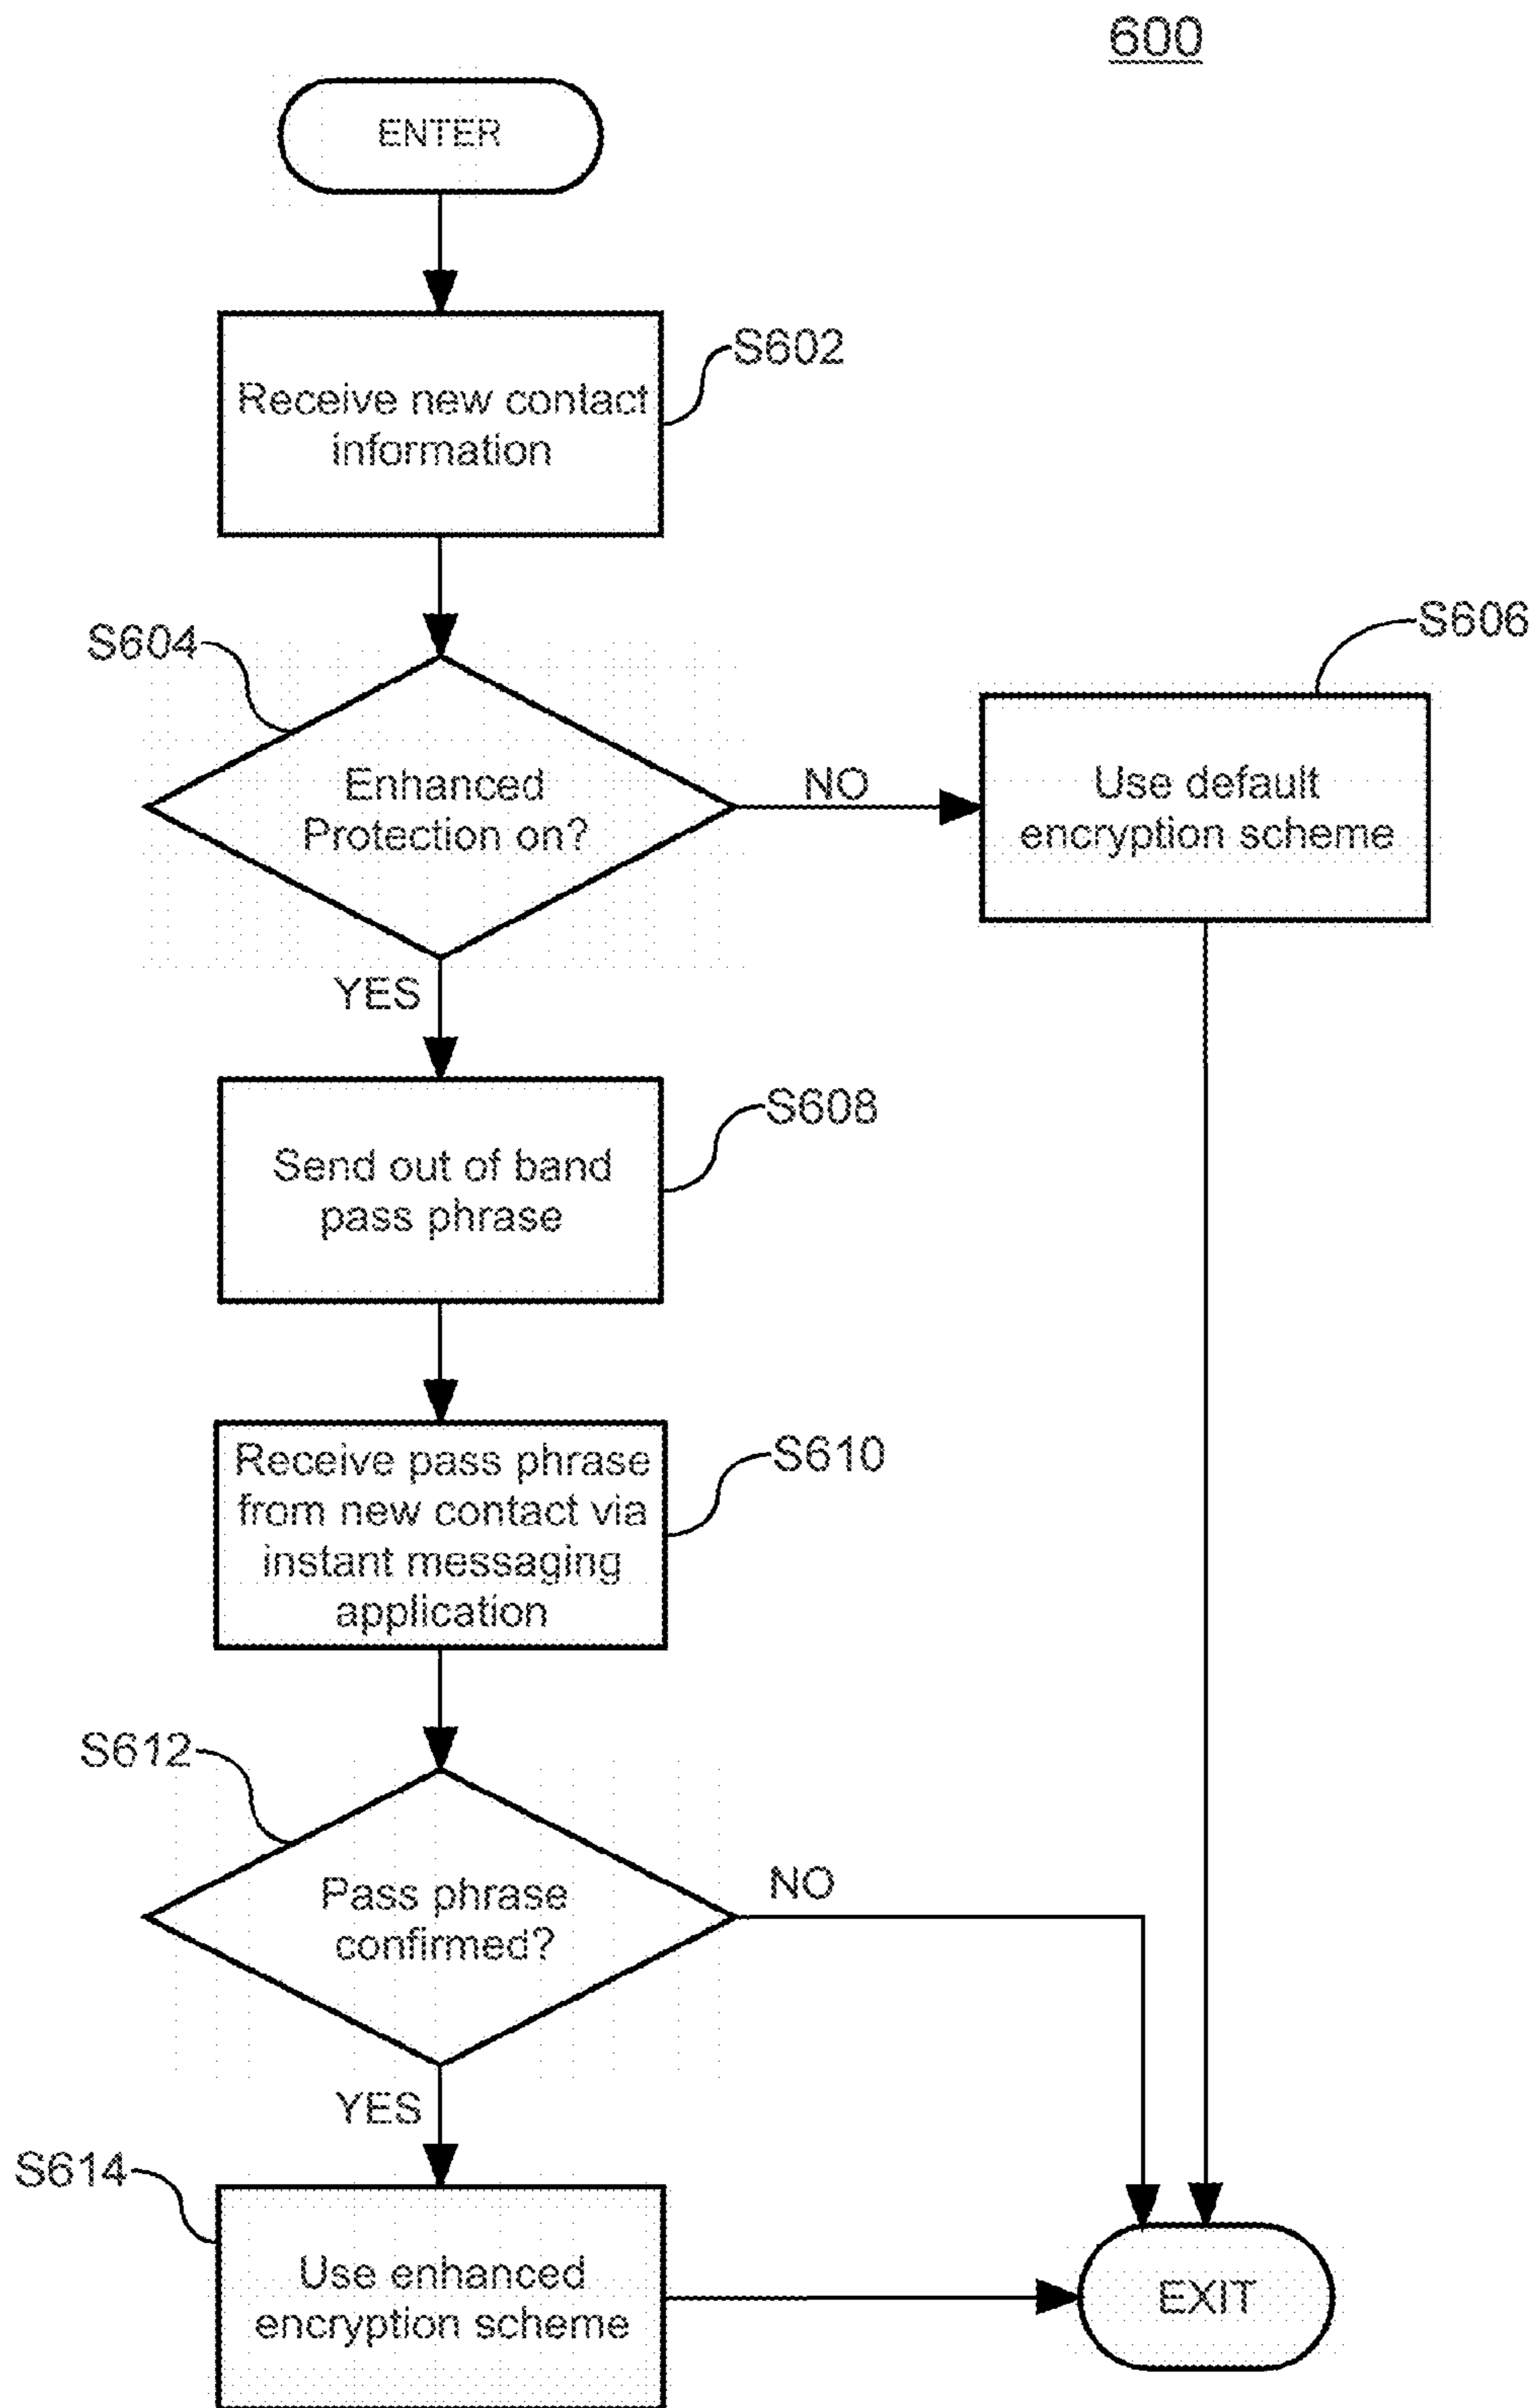 600
ENTER
S602
Receive new contact
information
S604
S606
Enhanced
Protection on?
NO
Use default
encryption scheme
YES
S608
Send out of band
pass phrase
S610
Receive pass phrase
from new contact via
instant messaging
application
S612
Pass phrase
confirmed?
NO
YES
S614
Use enhanced
encryption scheme
EXIT